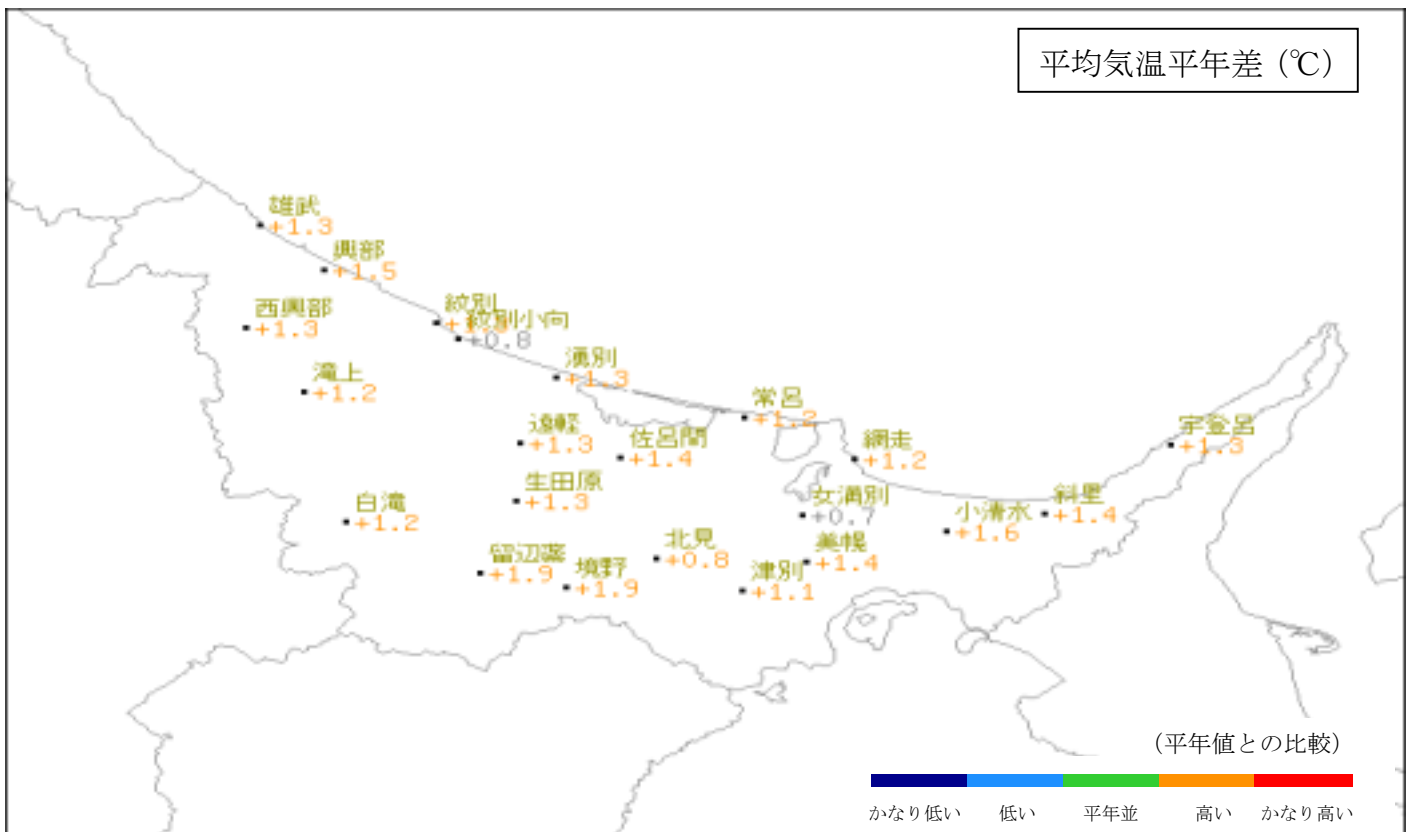 平均気温平年差（℃）
雄武
+1.3
興部
+1.5
西興部
+1.3
紋別
紋別小向
+0.8
滝上
+1.2
湧別
+1.3
常呂
+1.2
遠軽
+1.3
佐呂間
+1.4
網走
+1.2
宇登呂
+1.3
生田原
+1.3
白滝
+1.2
女満別
+0.7
小清水
+1.6
斜里
+1.4
留辺蘂
+1.9
境野
+1.9
北見
+0.8
美幌
+1.4
津別
+1.1
（平年値との比較）
かなり低い 低い 平年並 高い かなり高い